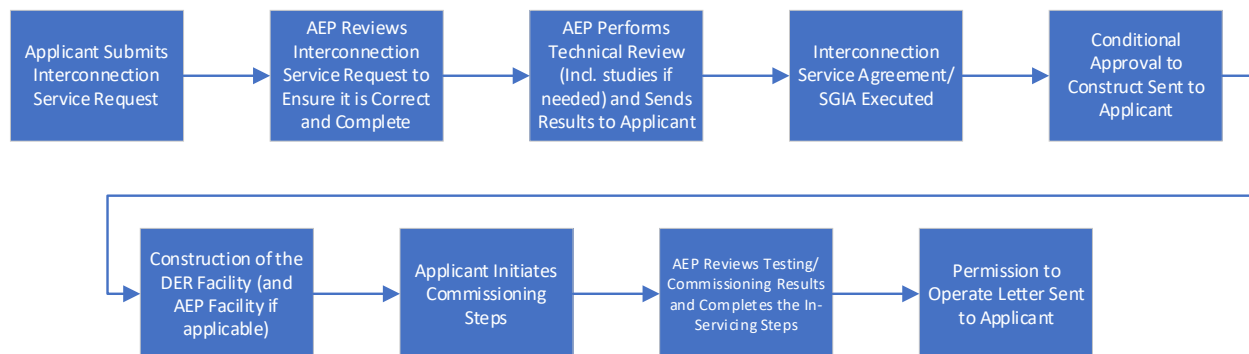 Applicant Submits
Interconnection
Service Request
AEP Reviews
Interconnection
Service Request to
Ensure it is Correct
and Complete
AEP Performs
Technical Review
(Incl. studies if
needed) and Sends
Results to Applicant
Interconnection
Service Agreement/
SGIA Executed
Conditional
Approval to
Construct Sent to
Applicant
Construction of the
DER Facility (and
AEP Facility if
applicable)
Applicant Initiates
Commissioning
Steps
AEP Reviews Testing/
Commissioning Results
and Completes the In-
Servicing Steps
Permission to
Operate Letter Sent
to Applicant